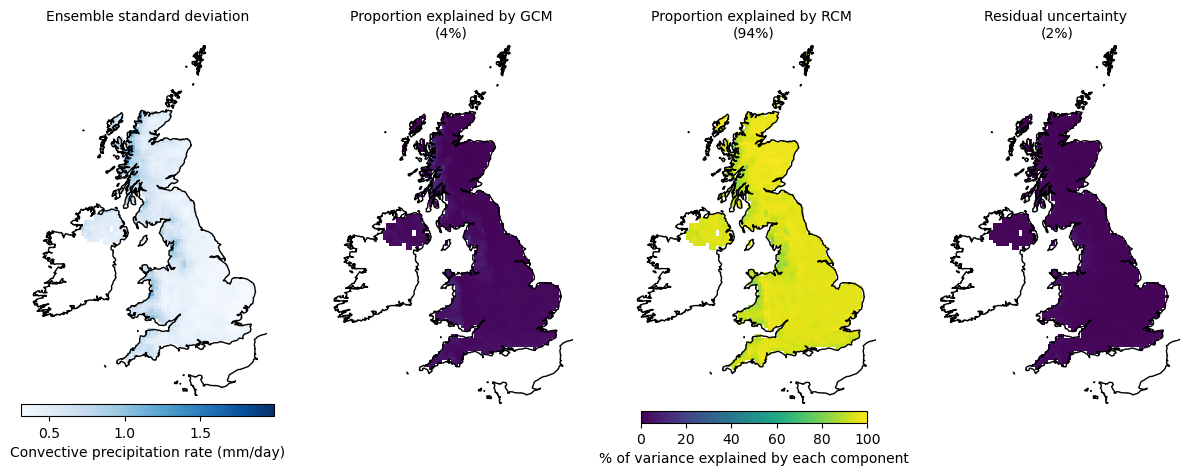 Ensemble standard deviation
Proportion explained by GCM
(4%)
Proportion explained by RCM
(94%)
Residual uncertainty
(2%)
0.5 1.0 1.5
Convective precipitation rate (mm/day)
0 20 40 60 80 100
% of variance explained by each component